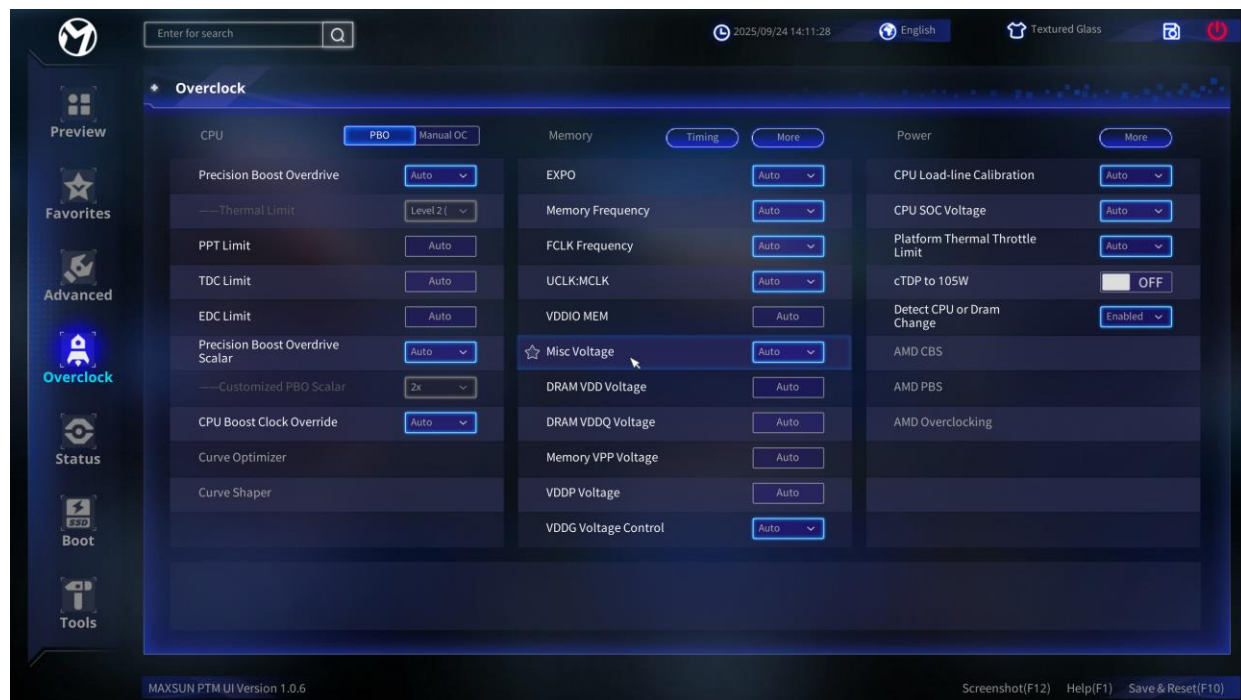 Enter for search
2025/09/24 14:11:28
English
Textured Glass
Preview
Favorites
Advanced
Overclock
Status
SSD
Boot
Tools
Overclock
CPU
PBO
Manual OC
Precision Boost Overdrive
Auto
——Thermal Limit
Level 2 (
PPT Limit
Auto
TDC Limit
Auto
EDC Limit
Auto
Precision Boost Overdrive
Scalar
Auto
——Customized PBO Scalar
2x
CPU Boost Clock Override
Auto
Curve Optimizer
Curve Shaper
Memory
Timing
More
EXPO
Auto
Memory Frequency
Auto
FCLK Frequency
Auto
UCLK:MCLK
Auto
VDDIO MEM
Auto
Misc Voltage
Auto
DRAM VDD Voltage
Auto
DRAM VDDQ Voltage
Auto
Memory VPP Voltage
Auto
VDDP Voltage
Auto
VDDG Voltage Control
Auto
Power
More
CPU Load-line Calibration
Auto
CPU SOC Voltage
Auto
Platform Thermal Throttle
Limit
Auto
cTDP to 105W
OFF
Detect CPU or Dram
Change
Enabled
AMD CBS
AMD PBS
AMD Overclocking
MAXSUN PTM UI Version 1.0.6
Screenshot(F12)
Help(F1)
Save & Reset(F10)